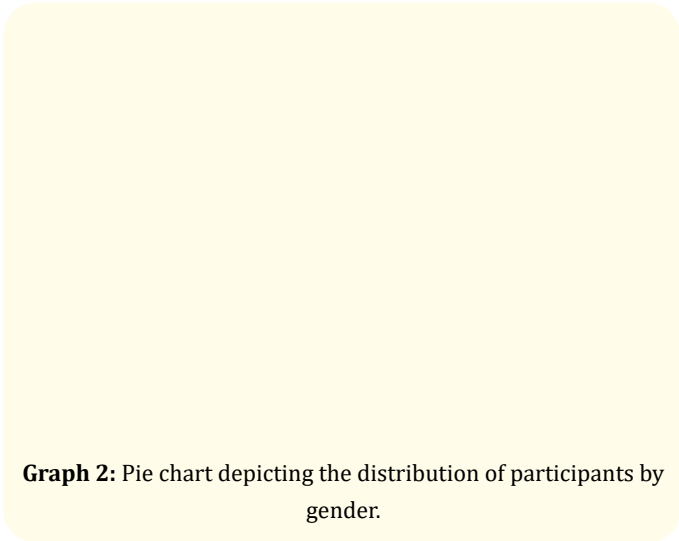 Graph 2: Pie chart depicting the distribution of participants by
gender.